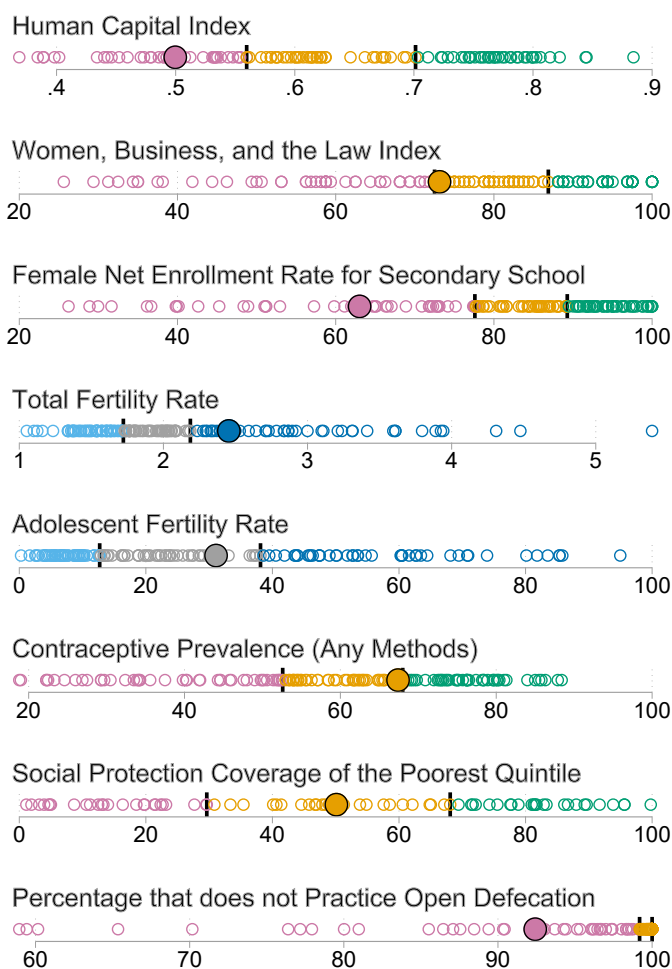 Human Capital Index
.4 .5 .6 .7 .8 .9
Women, Business, and the Law Index
20 40 60 80 100
Female Net Enrollment Rate for Secondary School
20 40 60 80 100
Total Fertility Rate
1 2 3 4 5
Adolescent Fertility Rate
0 20 40 60 80 100
Contraceptive Prevalence (Any Methods)
20 40 60 80 100
Social Protection Coverage of the Poorest Quintile
0 20 40 60 80 100
Percentage that does not Practice Open Defecation
60 70 80 90 100